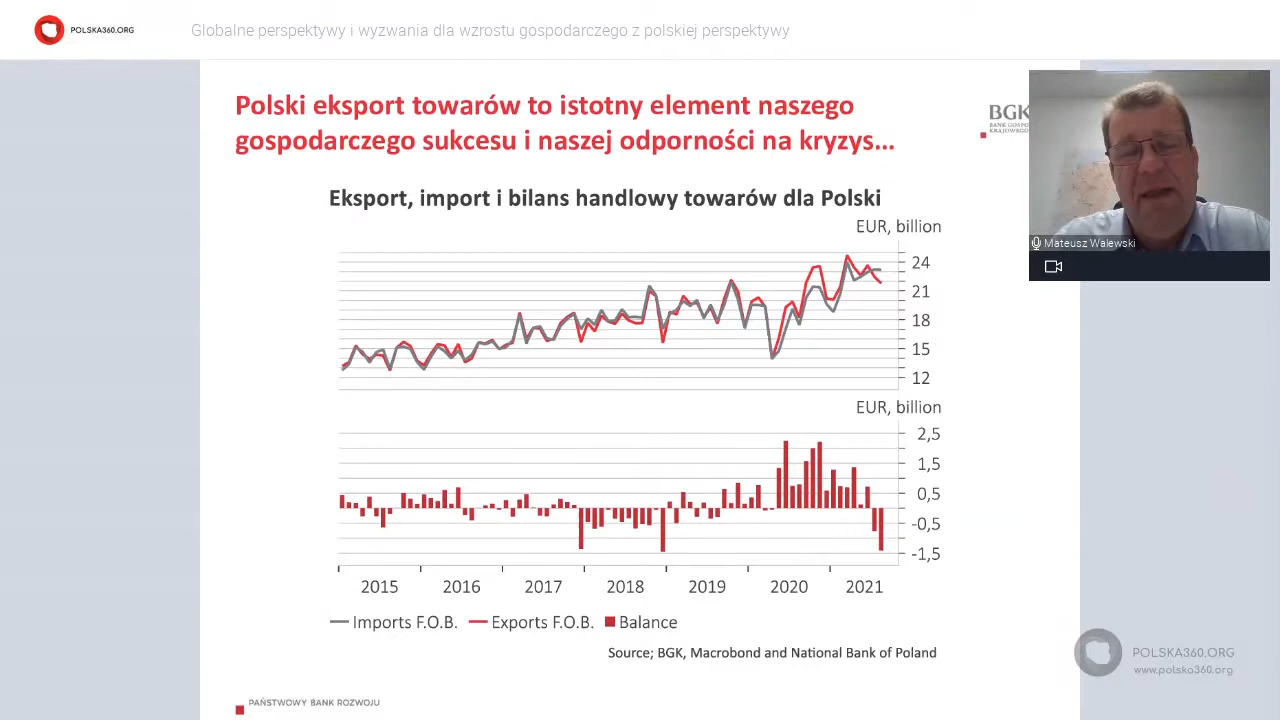 POLSKA360.ORG
Globalne perspektywy i wyzwania dla wzrostu gospodarczego z polskiej perspektywy
Polski eksport towarów to istotny element naszego
gospodarczego sukcesu i naszej odporności na kryzys...
BGK
BANK GOSPO
KRAJOWEGO
Mateusz Walewski
Eksport, import i bilans handlowy towarów dla Polski
EUR, billion
24
21
18
15
12
EUR, billion
2,5
1,5
0,5
-0,5
-1,5
2015 2016 2017 2018 2019 2020 2021
Imports F.O.B. Exports F.O.B. Balance
Source; BGK, Macrobond and National Bank of Poland
POLSKA360.ORG
www.polska360.org
PAŃSTWOWY BANK ROZWOJU